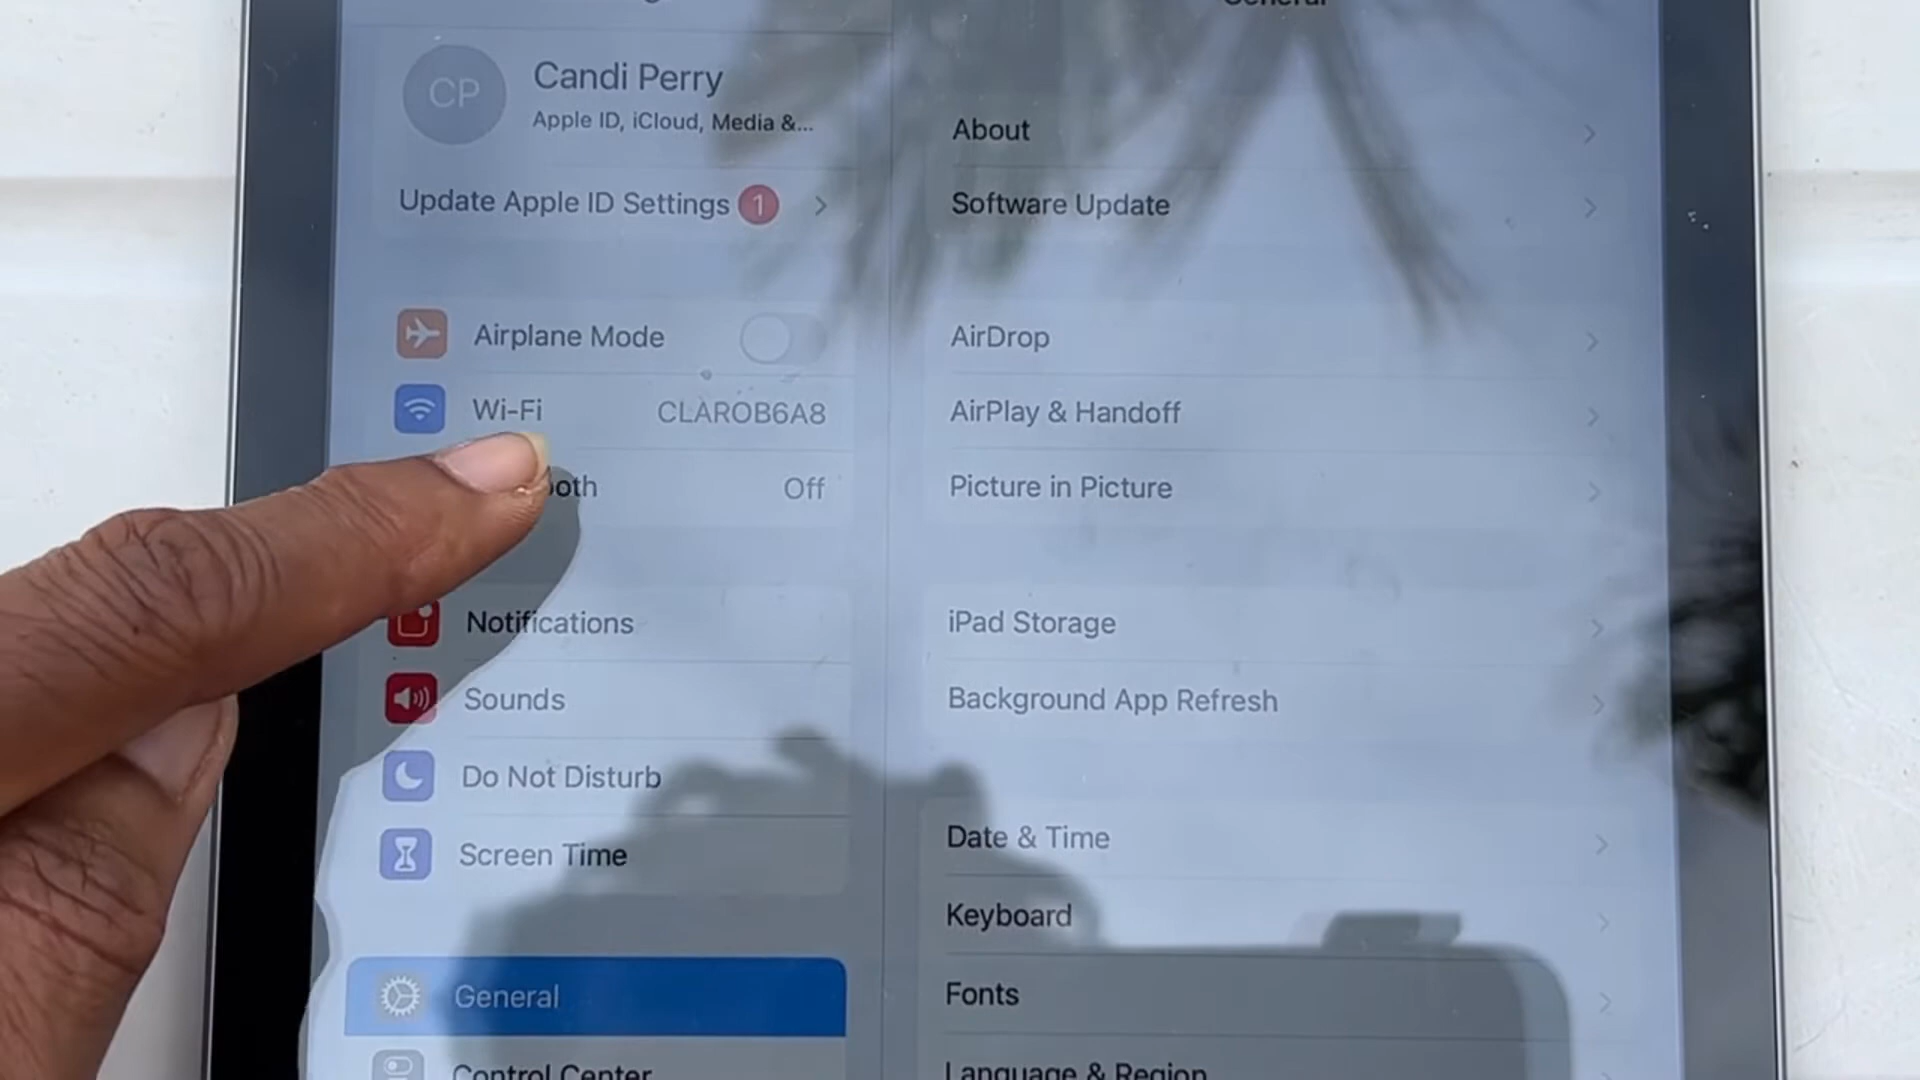 General
CP
Candi Perry
Apple ID, iCloud, Media &...
Update Apple ID Settings 1
Airplane Mode
Wi-Fi CLAROB6A8
ooth Off
Notifications
Sounds
Do Not Disturb
Screen Time
General
Control Center
About
Software Update
AirDrop
AirPlay & Handoff
Picture in Picture
iPad Storage
Background App Refresh
Date & Time
Keyboard
Fonts
Language & Region